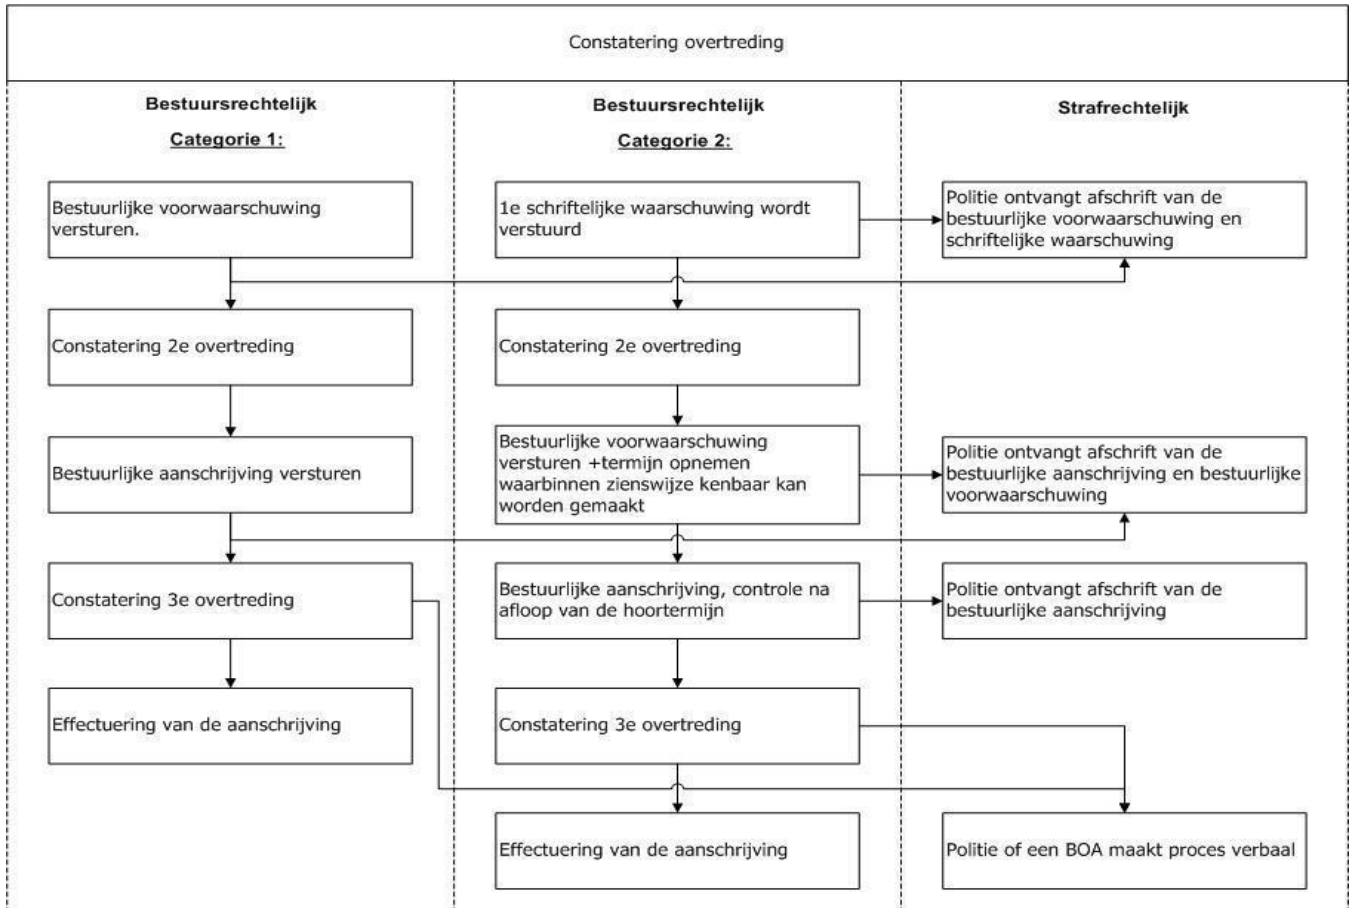 Constatering overtreding
Bestuursrechtelijk
Categorie 1:
Bestuurlijke voorwaarschuwing
versturen.
Constatering 2e overtreding
Bestuurlijke aanschrijving versturen
Constatering 3e overtreding
Effectuering van de aanschrijving
Bestuursrechtelijk
Categorie 2:
1e schriftelijke waarschuwing wordt
verstuurd
Constatering 2e overtreding
Bestuurlijke voorwaarschuwing
versturen +termijn opnemen
waarbinnen zienswijze kenbaar kan
worden gemaakt
Bestuurlijke aanschrijving, controle na
afloop van de hoortermijn
Constatering 3e overtreding
Effectuering van de aanschrijving
Strafrechtelijk
Politie ontvangt afschrift van de
bestuurlijke voorwaarschuwing en
schriftelijke waarschuwing
Politie ontvangt afschrift van de
bestuurlijke aanschrijving en bestuurlijke
voorwaarschuwing
Politie ontvangt afschrift van de
bestuurlijke aanschrijving
Politie of een BOA maakt proces verbaal